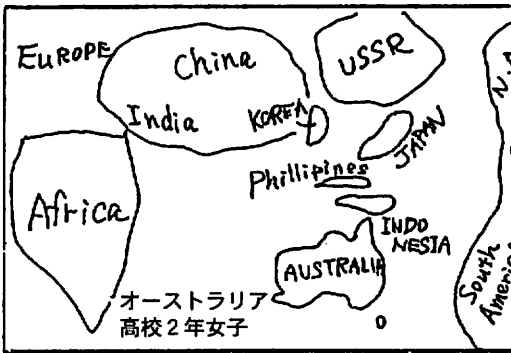 EUROPE
China
USSR
N.A
India
KOREA
JAPAN
Phillipines
Africa
INDO
NESIA
AUSTRALIA
South
Americ
オーストラリア
高校2年女子